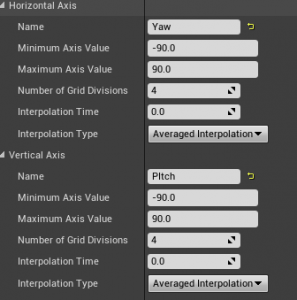 Horizontal Axis
Name Yaw
Minimum Axis Value -90.0
Maximum Axis Value 90.0
Number of Grid Divisions 4
Interpolation Time 0.0
Interpolation Type Averaged Interpolation
Vertical Axis
Name PItch
Minimum Axis Value -90.0
Maximum Axis Value 90.0
Number of Grid Divisions 4
Interpolation Time 0.0
Interpolation Type Averaged Interpolation